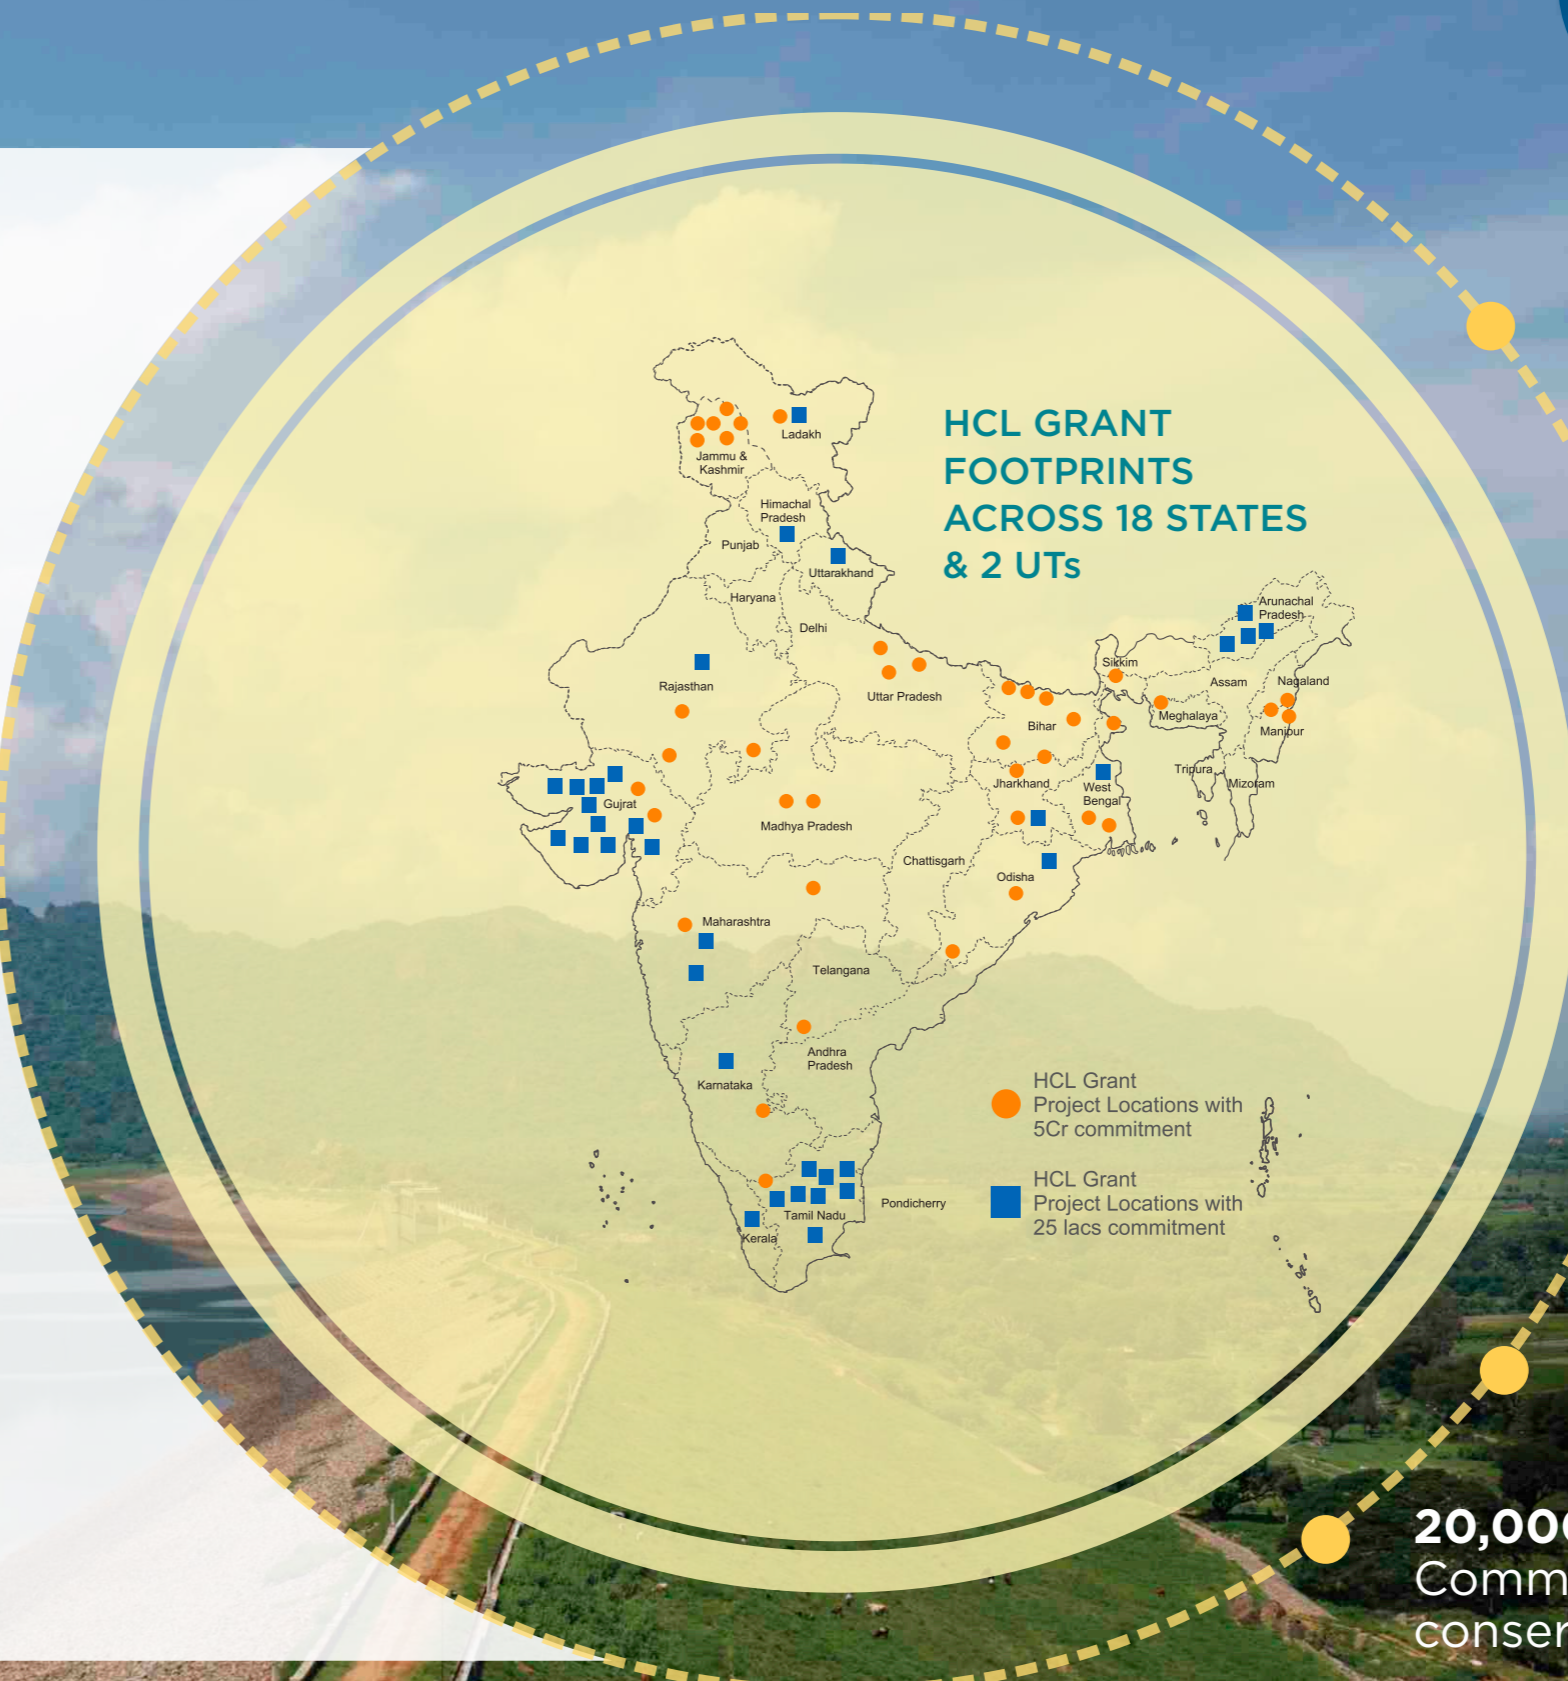 HCL GRANT
FOOTPRINTS
ACROSS 18 STATES
& 2 UTs
Ladakh
Jammu &
Kashmir
Himachal
Pradesh
Punjab
Uttarakhand
Haryana
Delhi
Arunachal
Pradesh
Sikkim
Assam
Nagaland
Rajasthan
Uttar Pradesh
Meghalaya
Bihar
Manipur
Tripura
Mizoram
Jharkhand
West
Bengal
Gujrat
Madhya Pradesh
Chattisgarh
Odisha
Maharashtra
Telangana
Andhra
Pradesh
Karnataka
HCL Grant
Project Locations with
5Cr commitment
HCL Grant
Project Locations with
25 lacs commitment
Pondicherry
Tamil Nadu
Kerala